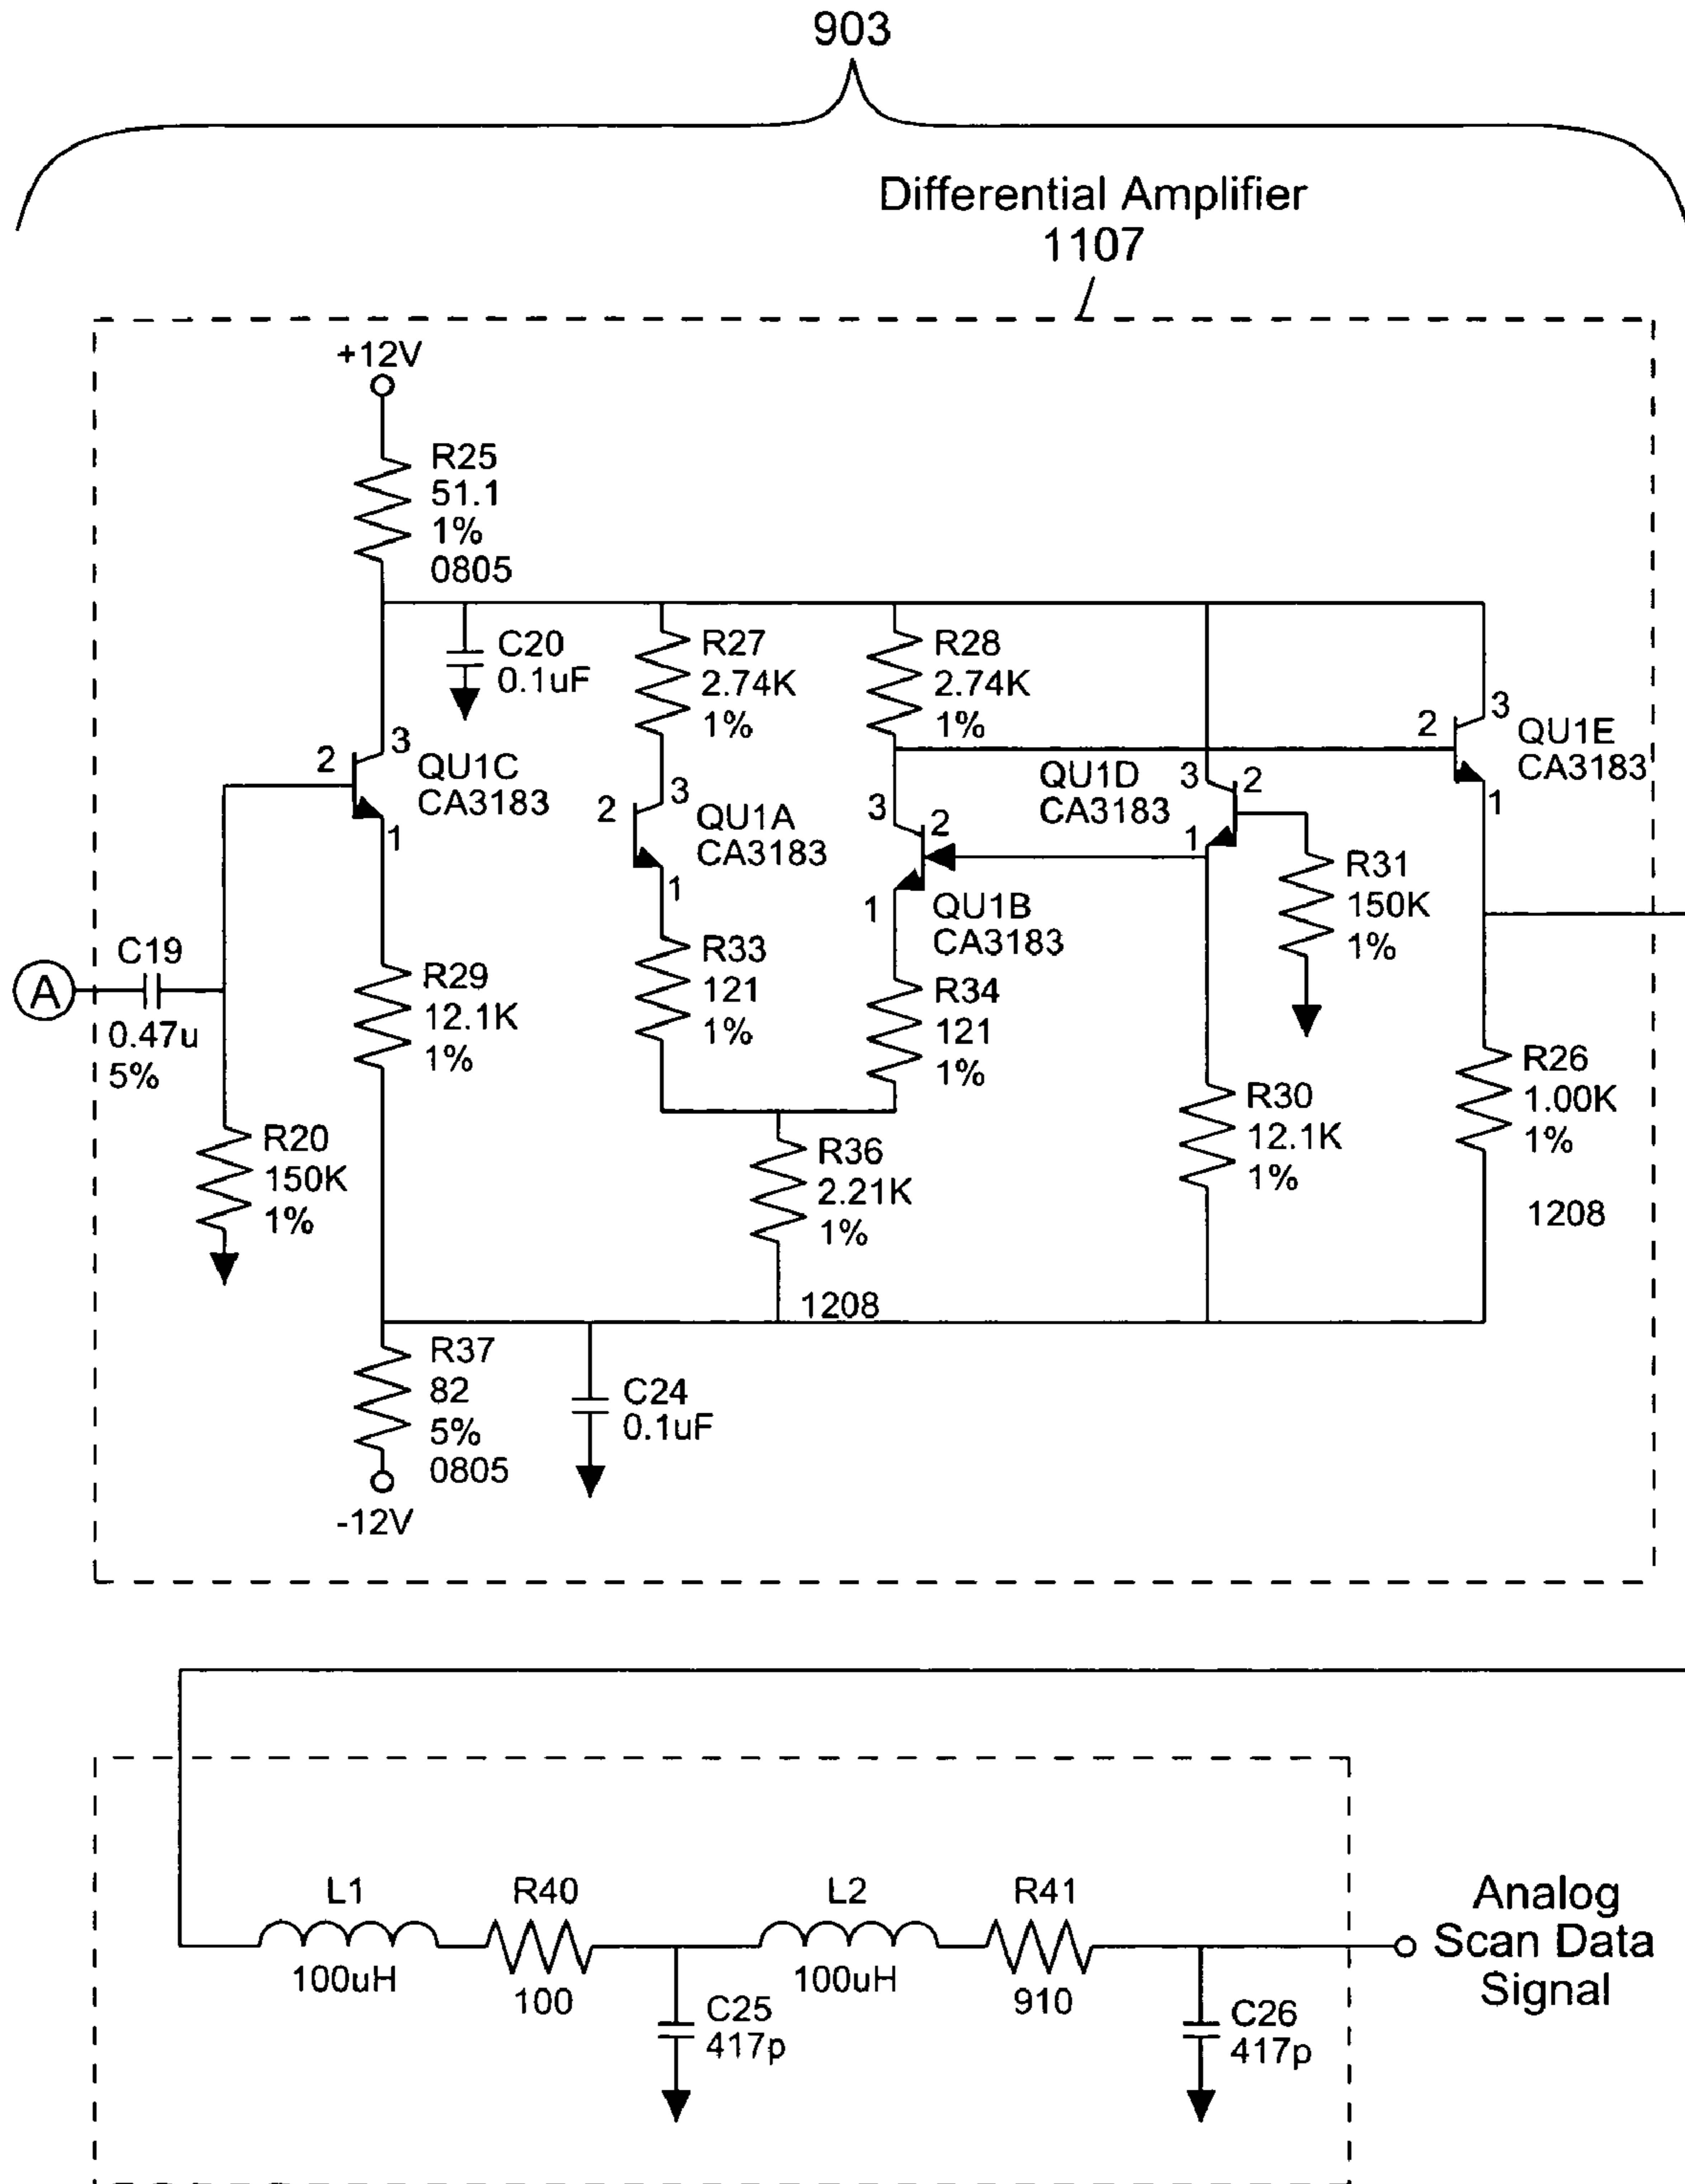 903
Differential Amplifier
1107
+12V
R25
51.1
1%
0805
C20
0.1uF
R27
2.74K
1%
R28
2.74K
1%
2
3
QU1C
CA3183
1
2
3
QU1A
CA3183
1
3
2
QU1B
CA3183
1
QU1D
CA3183
3
2
1
2
3
QU1E
CA3183
1
R31
150K
1%
A
C19
0.47u
5%
R29
12.1K
1%
R33
121
1%
R34
121
1%
R20
150K
1%
R36
2.21K
1%
R30
12.1K
1%
R26
1.00K
1%
1208
1208
R37
82
5%
0805
-12V
C24
0.1uF
L1
100uH
R40
100
C25
417p
L2
100uH
R41
910
C26
417p
Analog
Scan Data
Signal